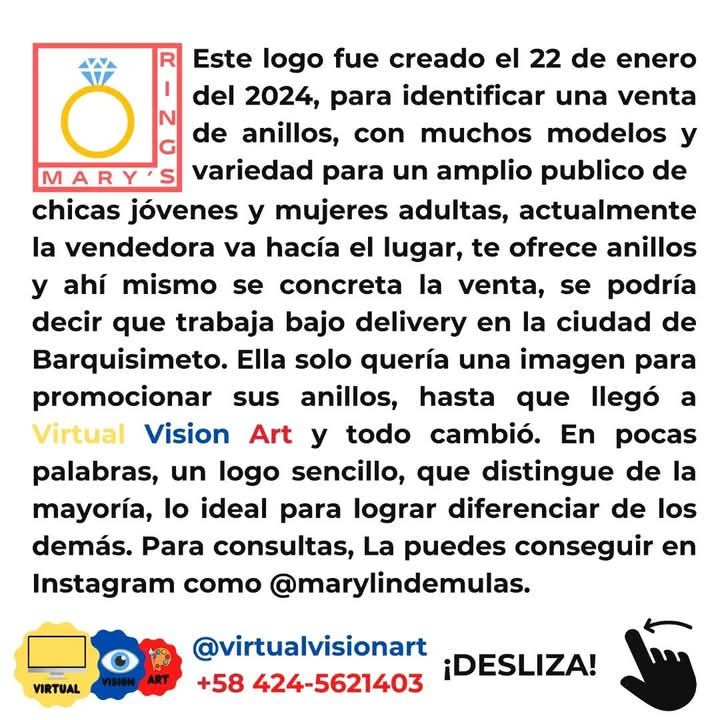 RINGS
MARY'S
Este logo fue creado el 22 de enero
del 2024, para identificar una venta
de anillos, con muchos modelos y
variedad para un amplio publico de
chicas jóvenes y mujeres adultas, actualmente
la vendedora va hacía el lugar, te ofrece anillos
y ahí mismo se concreta la venta, se podría
decir que trabaja bajo delivery en la ciudad de
Barquisimeto. Ella solo quería una imagen para
promocionar sus anillos, hasta que llegó a
Virtual Vision Art y todo cambió. En pocas
palabras, un logo sencillo, que distingue de la
mayoría, lo ideal para lograr diferenciar de los
demás. Para consultas, La puedes conseguir en
Instagram como @marylindemulas.
VIRTUAL VISION ART
@virtualvisionart
+58 424-5621403
¡DESLIZA!